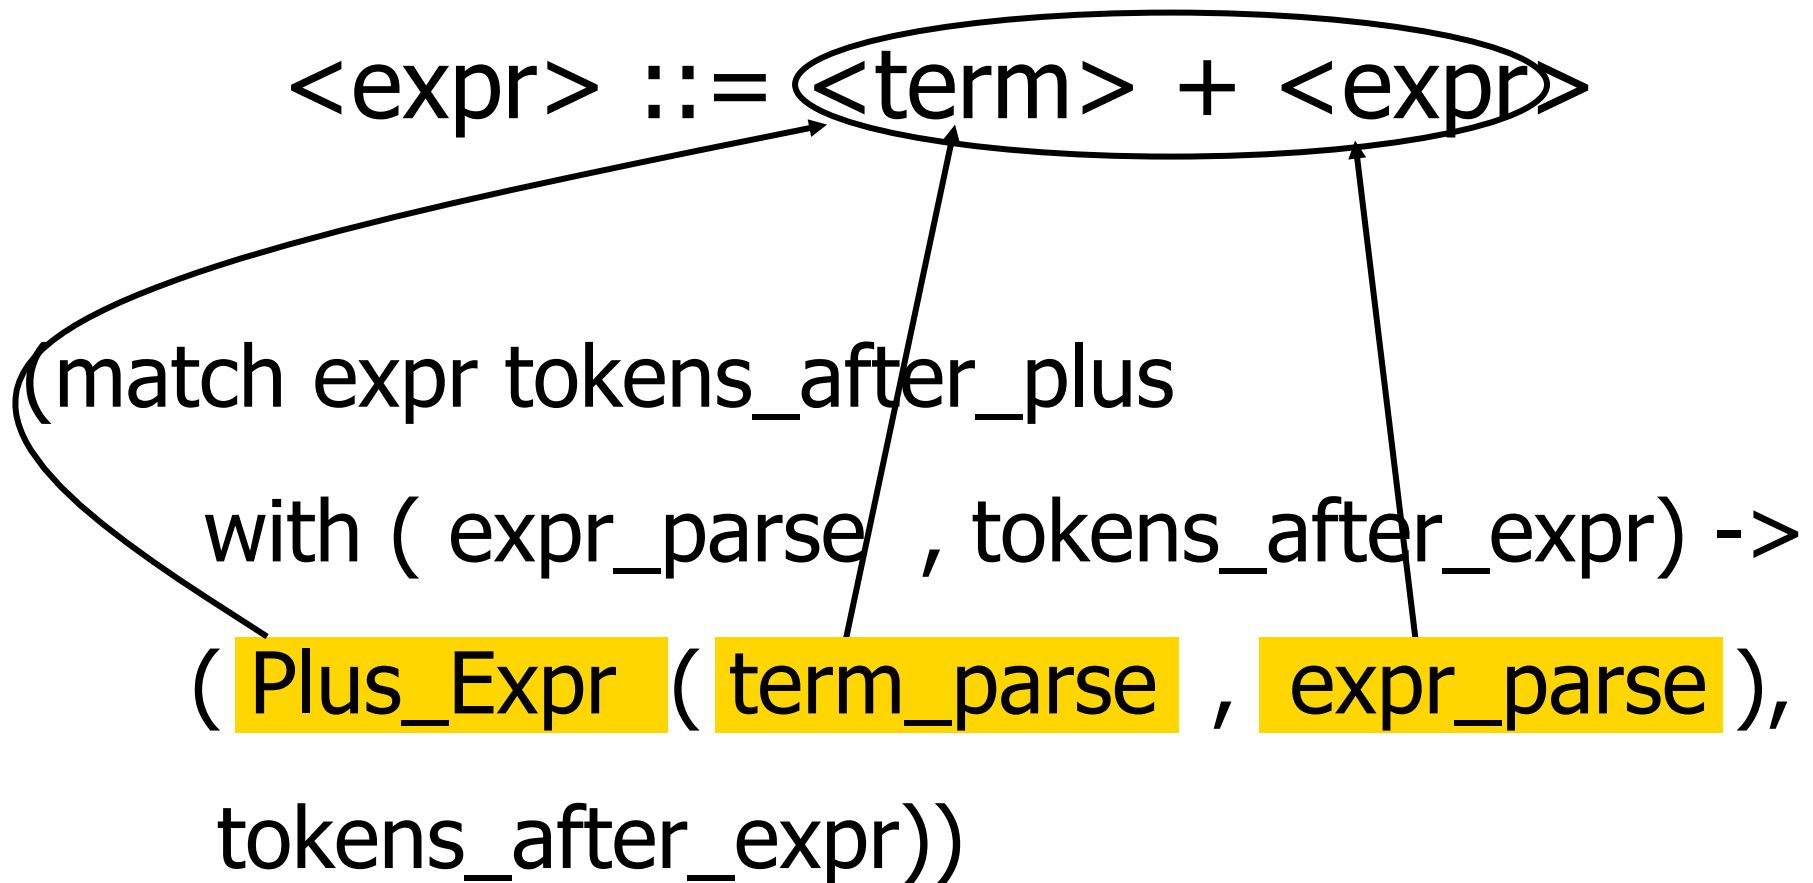 <expr> ::= <term> + <expr>
(match expr tokens_after_plus
with ( expr_parse , tokens_after_expr) ->
( Plus_Expr ( term_parse , expr_parse ),
tokens_after_expr))